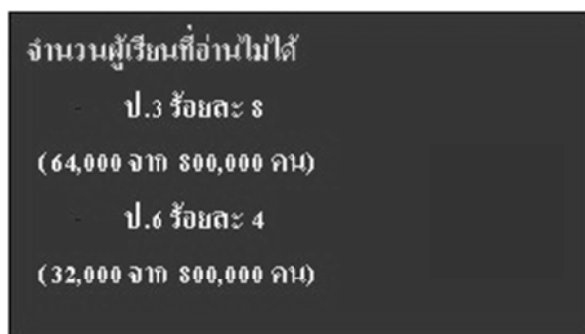 จำนวนผู้เรียนที่อ่านไม่ได้
- ป.3 ร้อยละ 8
(64,000 จาก 800,000 คน)
- ป.6 ร้อยละ 4
(32,000 จาก 800,000 คน)